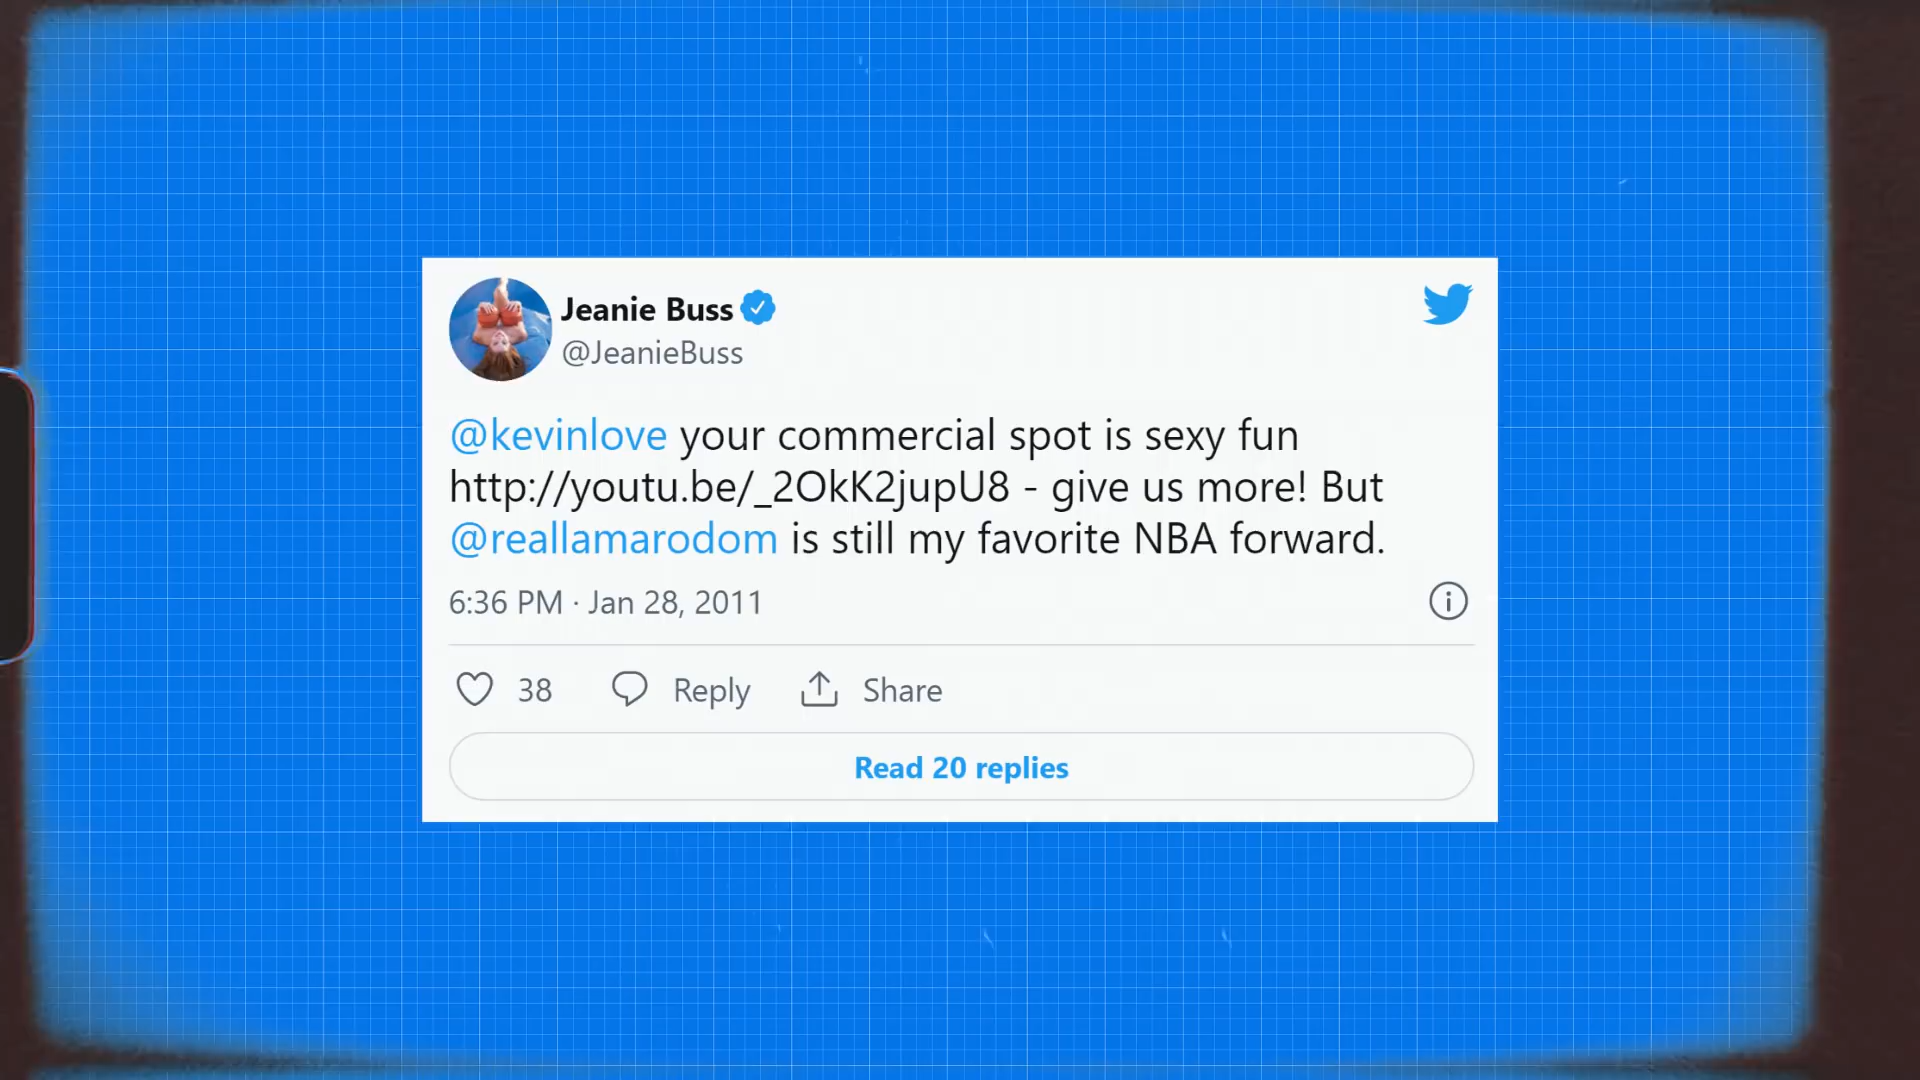 Jeanie Buss
@JeanieBuss
@kevinlove your commercial spot is sexy fun
http://youtu.be/_2OkK2jupU8 - give us more! But
@reallamarodom is still my favorite NBA forward.
6:36 PM · Jan 28, 2011
38 Reply Share
Read 20 replies